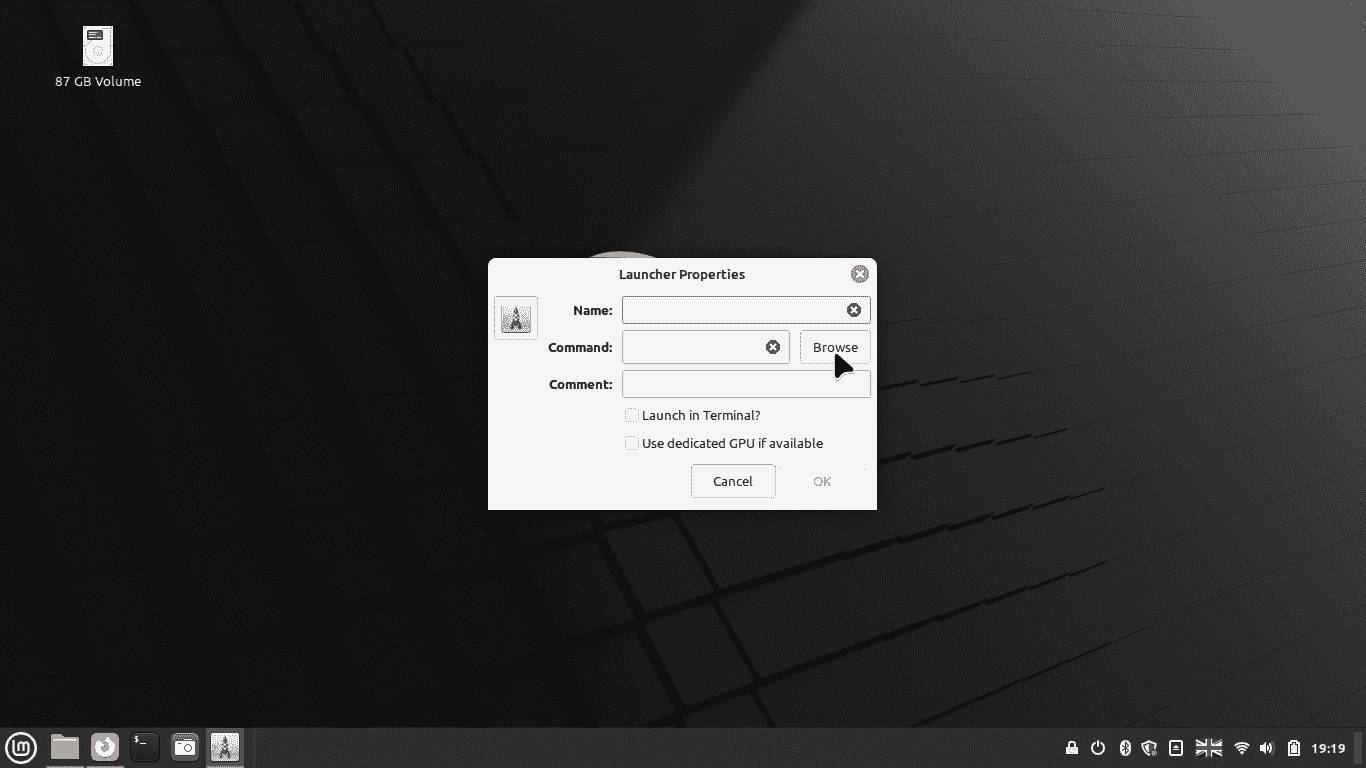 87 GB Volume
Launcher Properties
Name:
Command:
Browse
Comment:
Launch in Terminal?
Use dedicated GPU if available
Cancel
OK
lm
$_
19:19